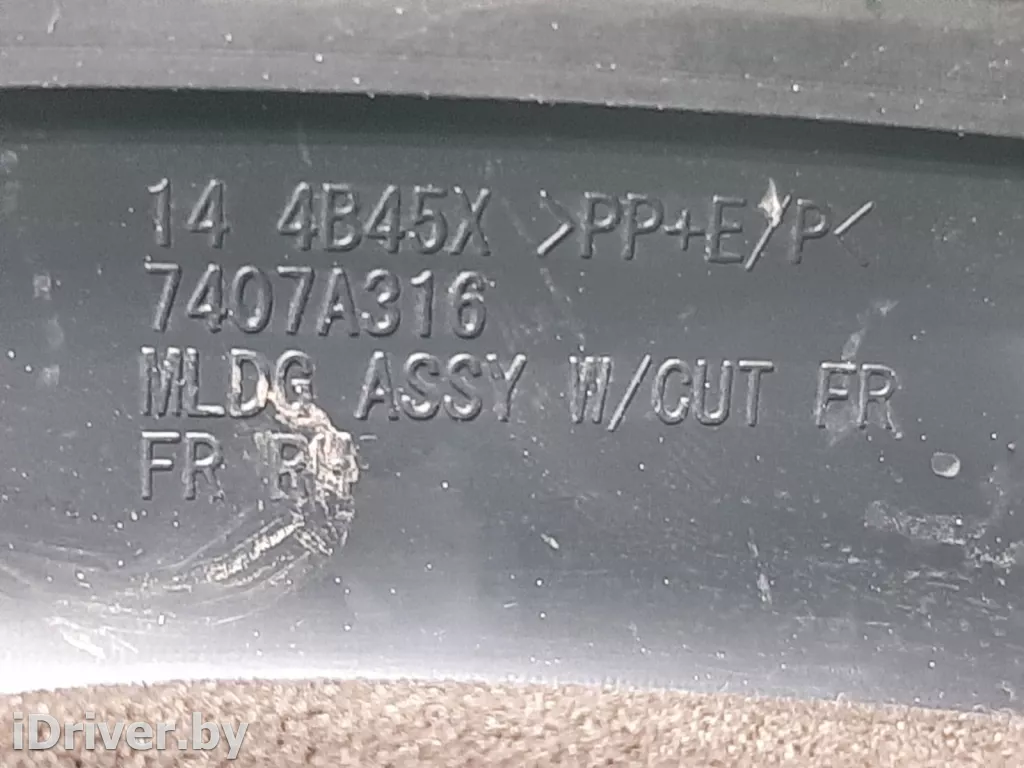 14 4B45X >PP+E/P<
7407A316
MLDG ASSY W/CUT FR
FR
iDriver.by